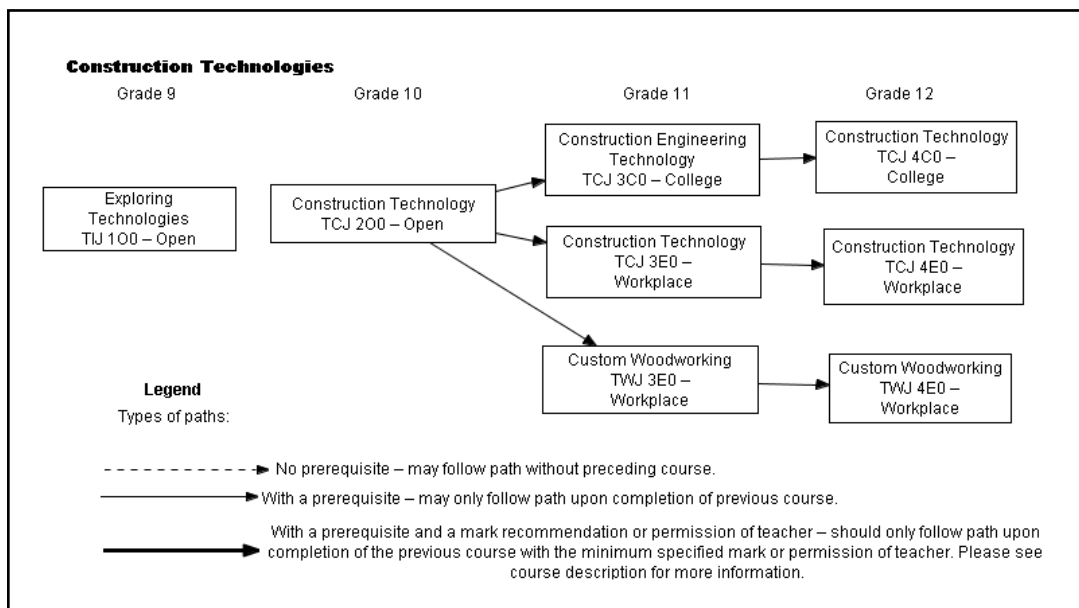 Construction Technologies
Grade 9
Grade 10
Grade 11
Grade 12
Exploring
Technologies
TIJ 1O0 – Open
Construction Technology
TCJ 2O0 – Open
Construction Engineering
Technology
TCJ 3C0 – College
Construction Technology
TCJ 4C0 –
College
Construction Technology
TCJ 3E0 –
Workplace
Construction Technology
TCJ 4E0 –
Workplace
Custom Woodworking
TWJ 3E0 –
Workplace
Custom Woodworking
TWJ 4E0 –
Workplace
Legend
Types of paths:
No prerequisite – may follow path without preceding course.
With a prerequisite – may only follow path upon completion of previous course.
With a prerequisite and a mark recommendation or permission of teacher – should only follow path upon
completion of the previous course with the minimum specified mark or permission of teacher. Please see
course description for more information.